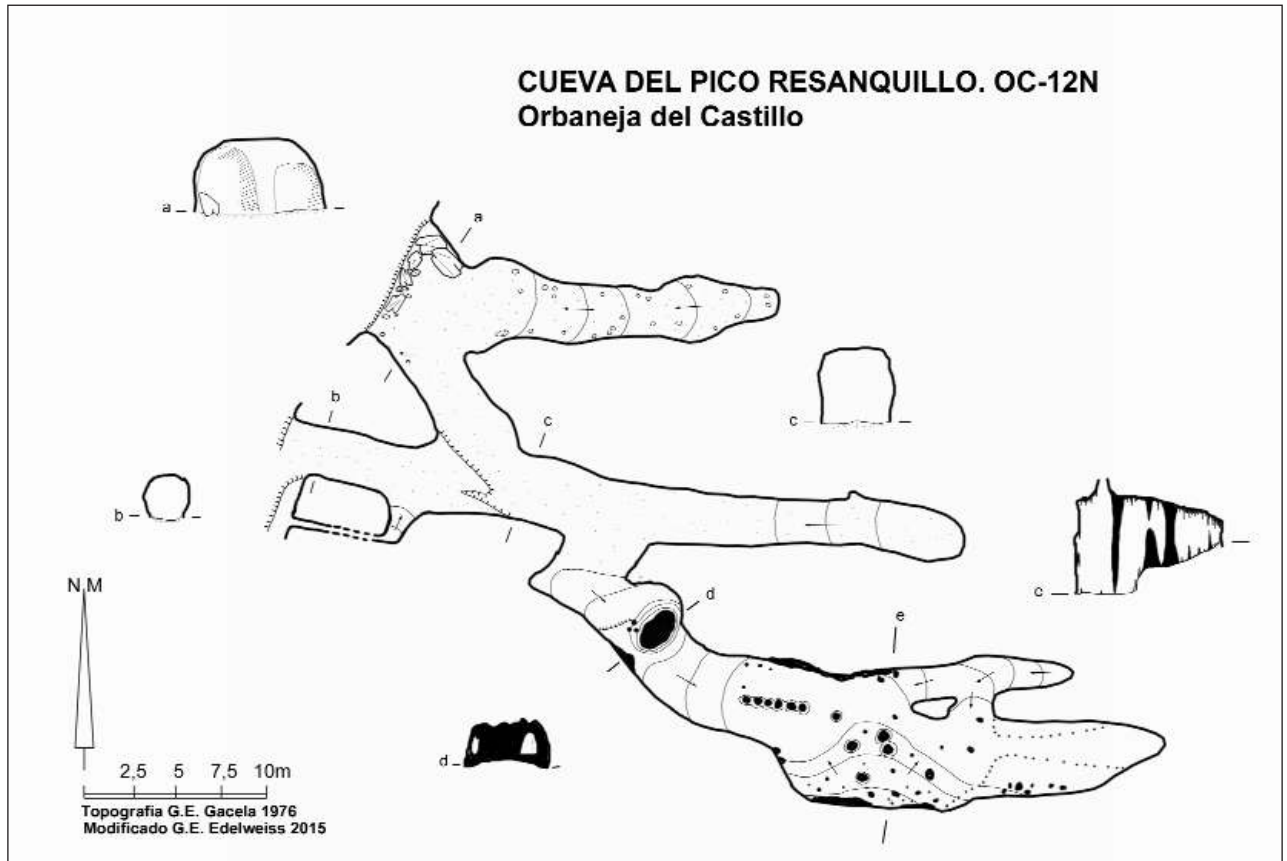 CUEVA DEL PICO RESANQUILLO. OC-12N
Orbaneja del Castillo
a
a
b
c
c
b
c
d
e
d
N.M
2,5 5 7,5 10m
Topografia G.E. Gacela 1976
Modificado G.E. Edelweiss 2015